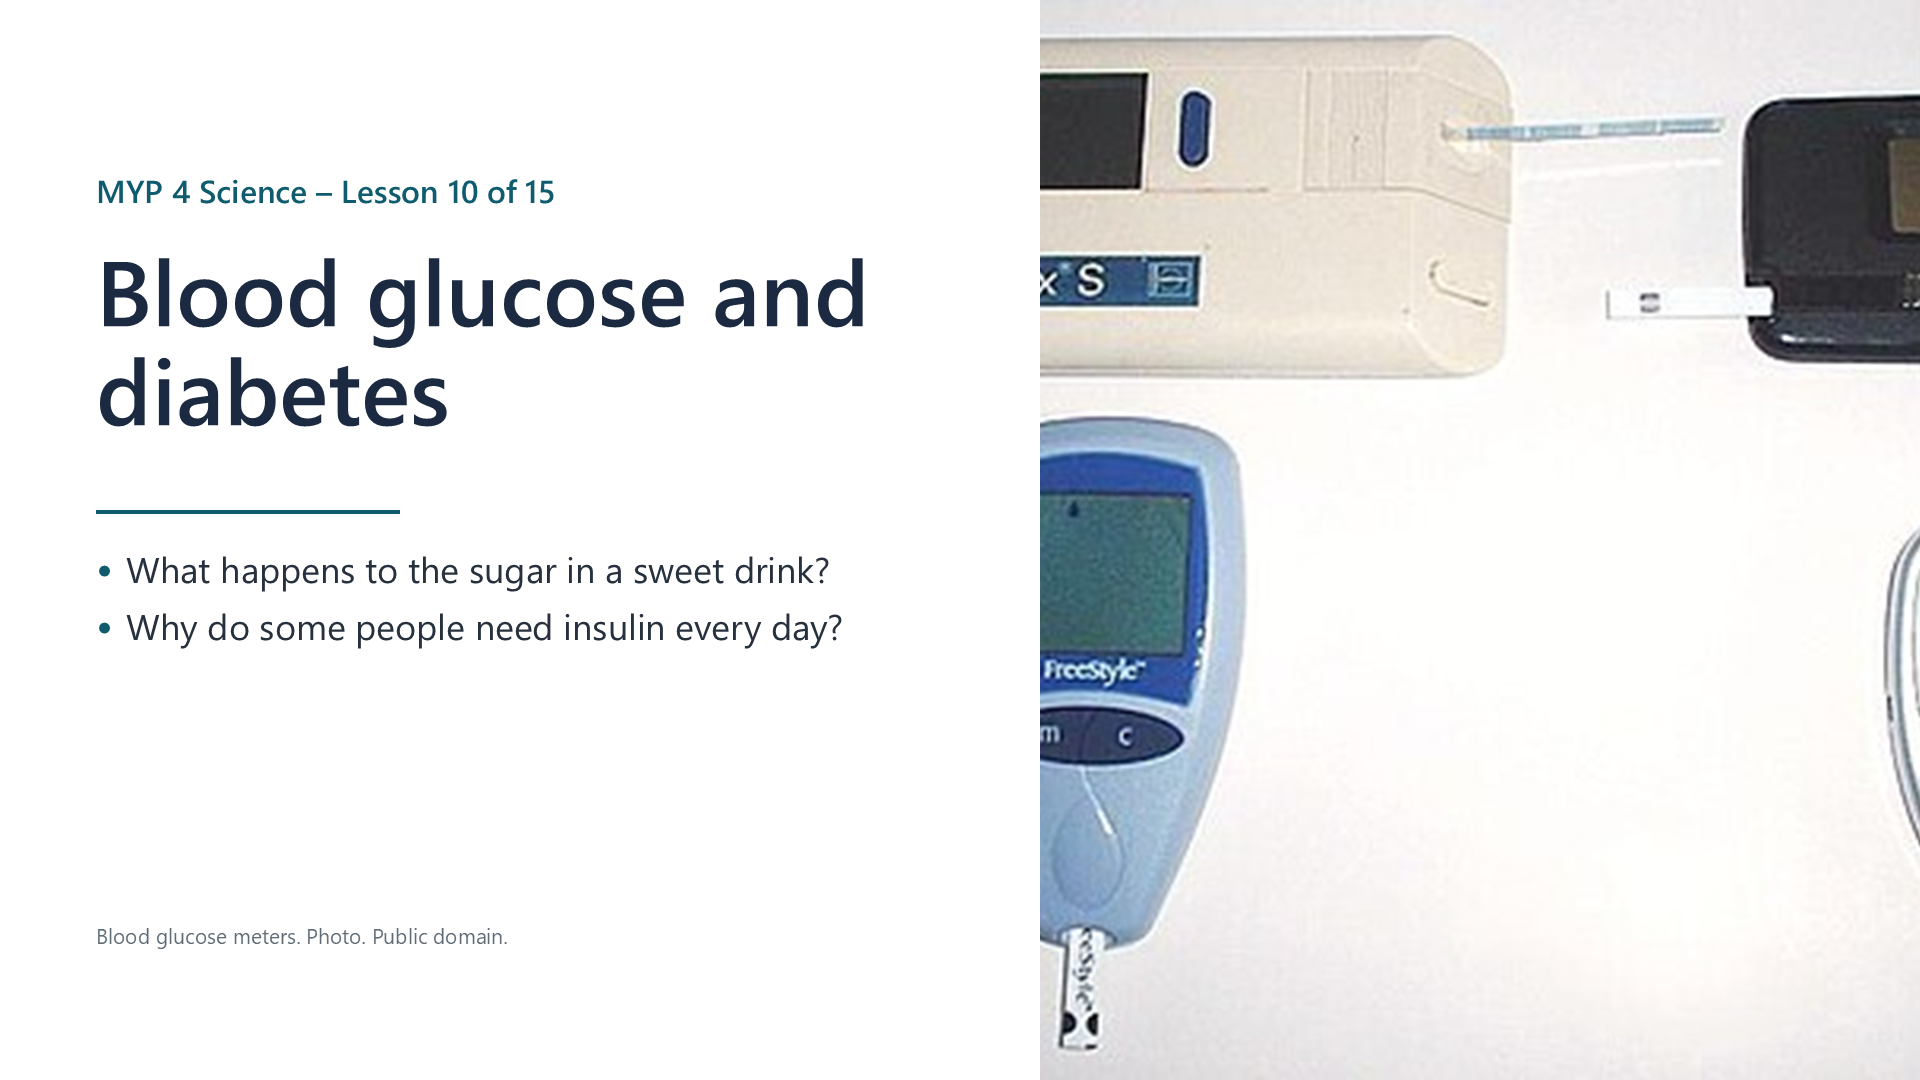 MYP 4 Science – Lesson 10 of 15
Blood glucose and
diabetes
• What happens to the sugar in a sweet drink?
• Why do some people need insulin every day?
Blood glucose meters. Photo. Public domain.
x S
FreeStyle™
m c